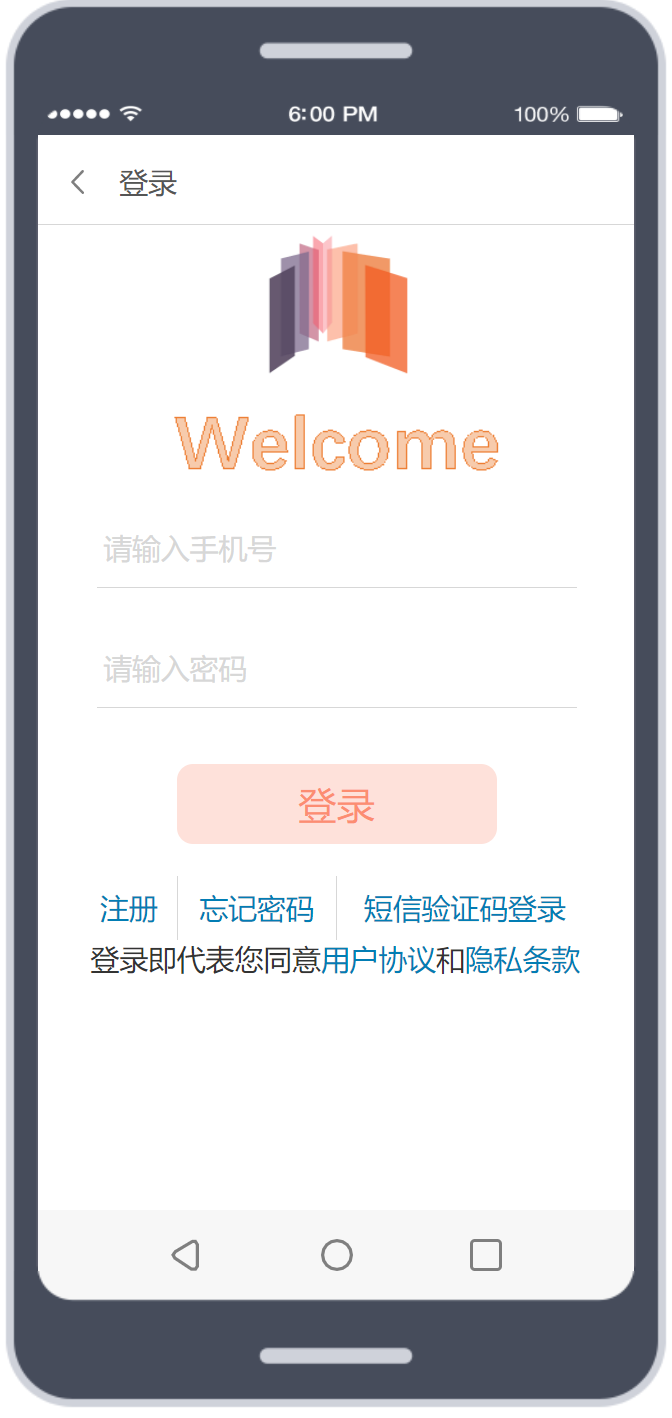 6:00 PM 100%
登录
Welcome
请输入手机号
请输入密码
登录
注册 忘记密码 短信验证码登录
登录即代表您同意用户协议和隐私条款